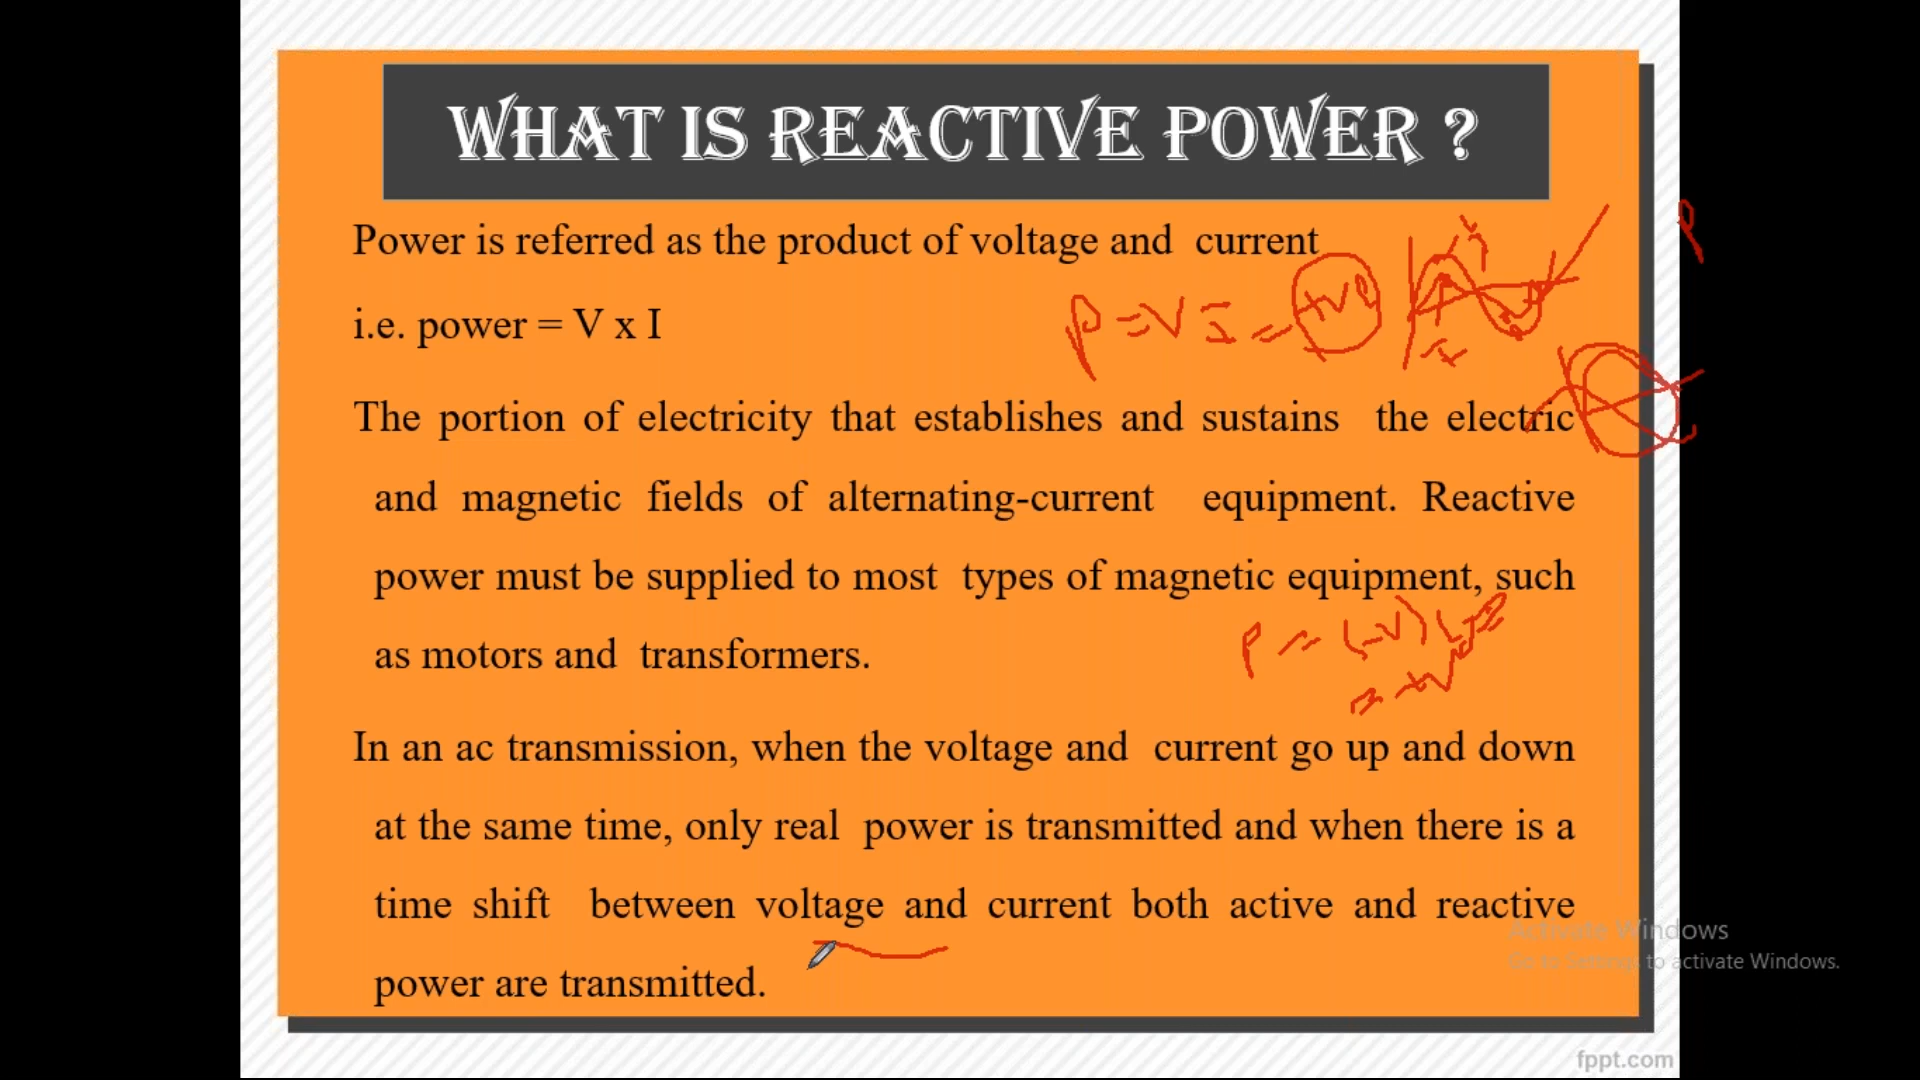 WHAT IS REACTIVE POWER ?
Power is referred as the product of voltage and current
i.e. power = V x I
P = V I = +ve
The portion of electricity that establishes and sustains the electric
and magnetic fields of alternating-current equipment. Reactive
power must be supplied to most types of magnetic equipment, such
as motors and transformers.
In an ac transmission, when the voltage and current go up and down
at the same time, only real power is transmitted and when there is a
time shift between voltage and current both active and reactive
power are transmitted.
Activate Windows
Go to Settings to activate Windows.
fppt.com